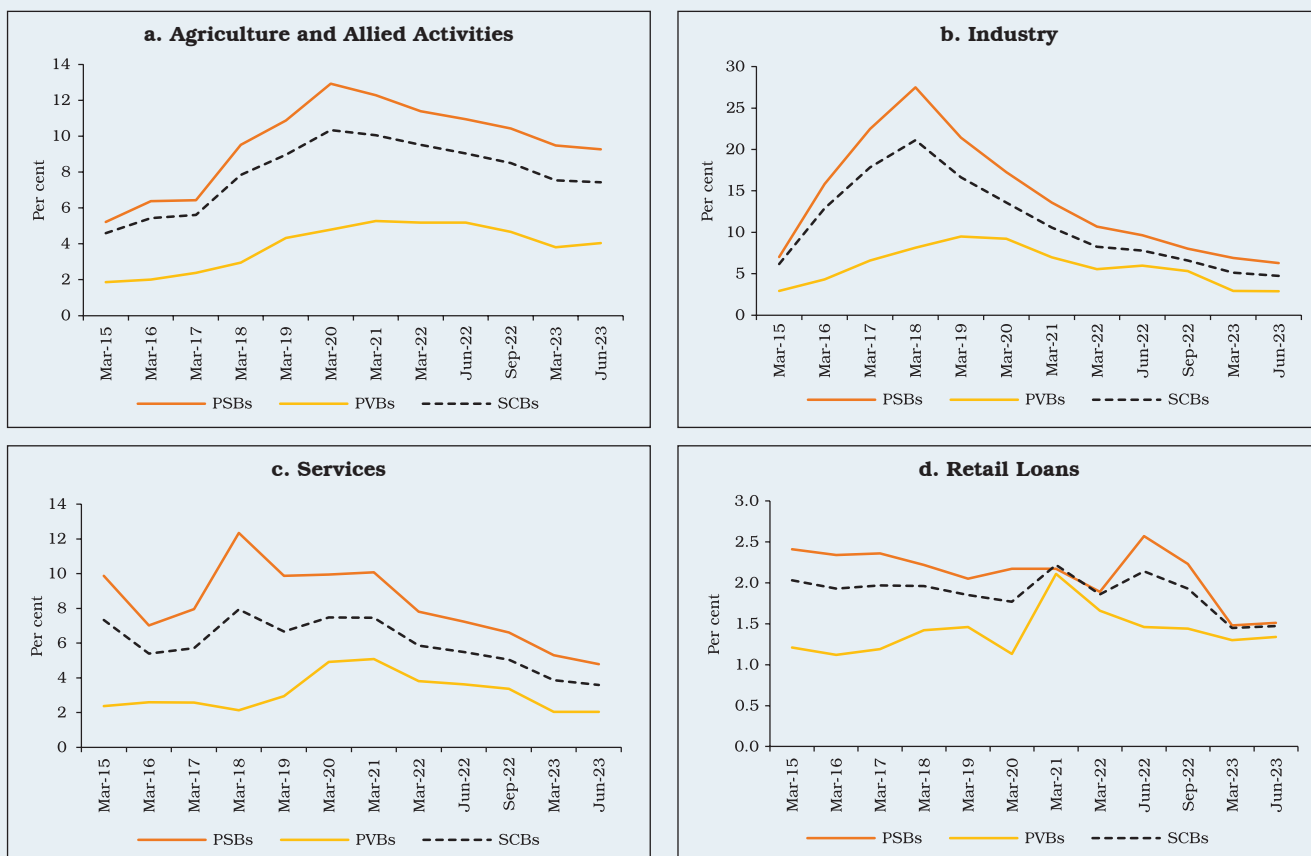 a. Agriculture and Allied Activities
Per cent
14
12
10
8
6
4
2
0
Mar-15
Mar-16
Mar-17
Mar-18
Mar-19
Mar-20
Mar-21
Mar-22
Jun-22
Sep-22
Mar-23
Jun-23
PSBs PVBs SCBs
b. Industry
Per cent
30
25
20
15
10
5
0
Mar-15
Mar-16
Mar-17
Mar-18
Mar-19
Mar-20
Mar-21
Mar-22
Jun-22
Sep-22
Mar-23
Jun-23
PSBs PVBs SCBs
c. Services
Per cent
14
12
10
8
6
4
2
0
Mar-15
Mar-16
Mar-17
Mar-18
Mar-19
Mar-20
Mar-21
Mar-22
Jun-22
Sep-22
Mar-23
Jun-23
PSBs PVBs SCBs
d. Retail Loans
Per cent
3.0
2.5
2.0
1.5
1.0
0.5
0.0
Mar-15
Mar-16
Mar-17
Mar-18
Mar-19
Mar-20
Mar-21
Mar-22
Jun-22
Sep-22
Mar-23
Jun-23
PSBs PVBs SCBs